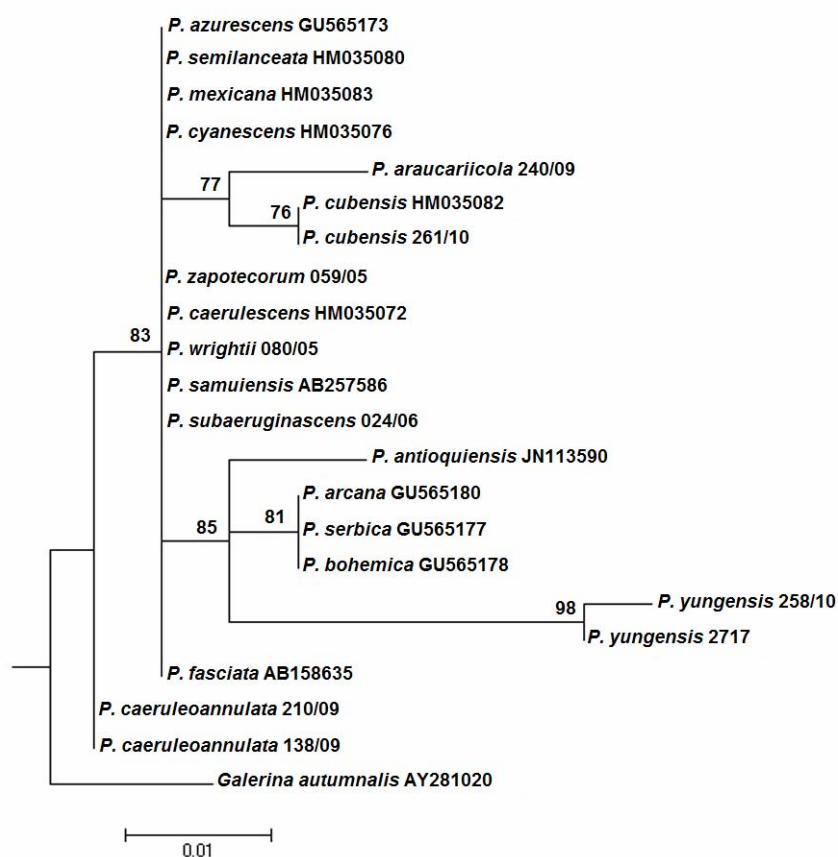 P. azurescens GU565173
P. semilanceata HM035080
P. mexicana HM035083
P. cyanescens HM035076
P. araucariicola 240/09
77
P. cubensis HM035082
76
P. cubensis 261/10
P. zapotecorum 059/05
P. caerulescens HM035072
83
P. wrightii 080/05
P. samuiensis AB257586
P. subaeruginascens 024/06
P. antioquiensis JN113590
P. arcana GU565180
81
85
P. serbica GU565177
P. bohemica GU565178
98
P. yungensis 258/10
P. yungensis 2717
P. fasciata AB158635
P. caeruleoannulata 210/09
P. caeruleoannulata 138/09
Galerina autumnalis AY281020
0.01